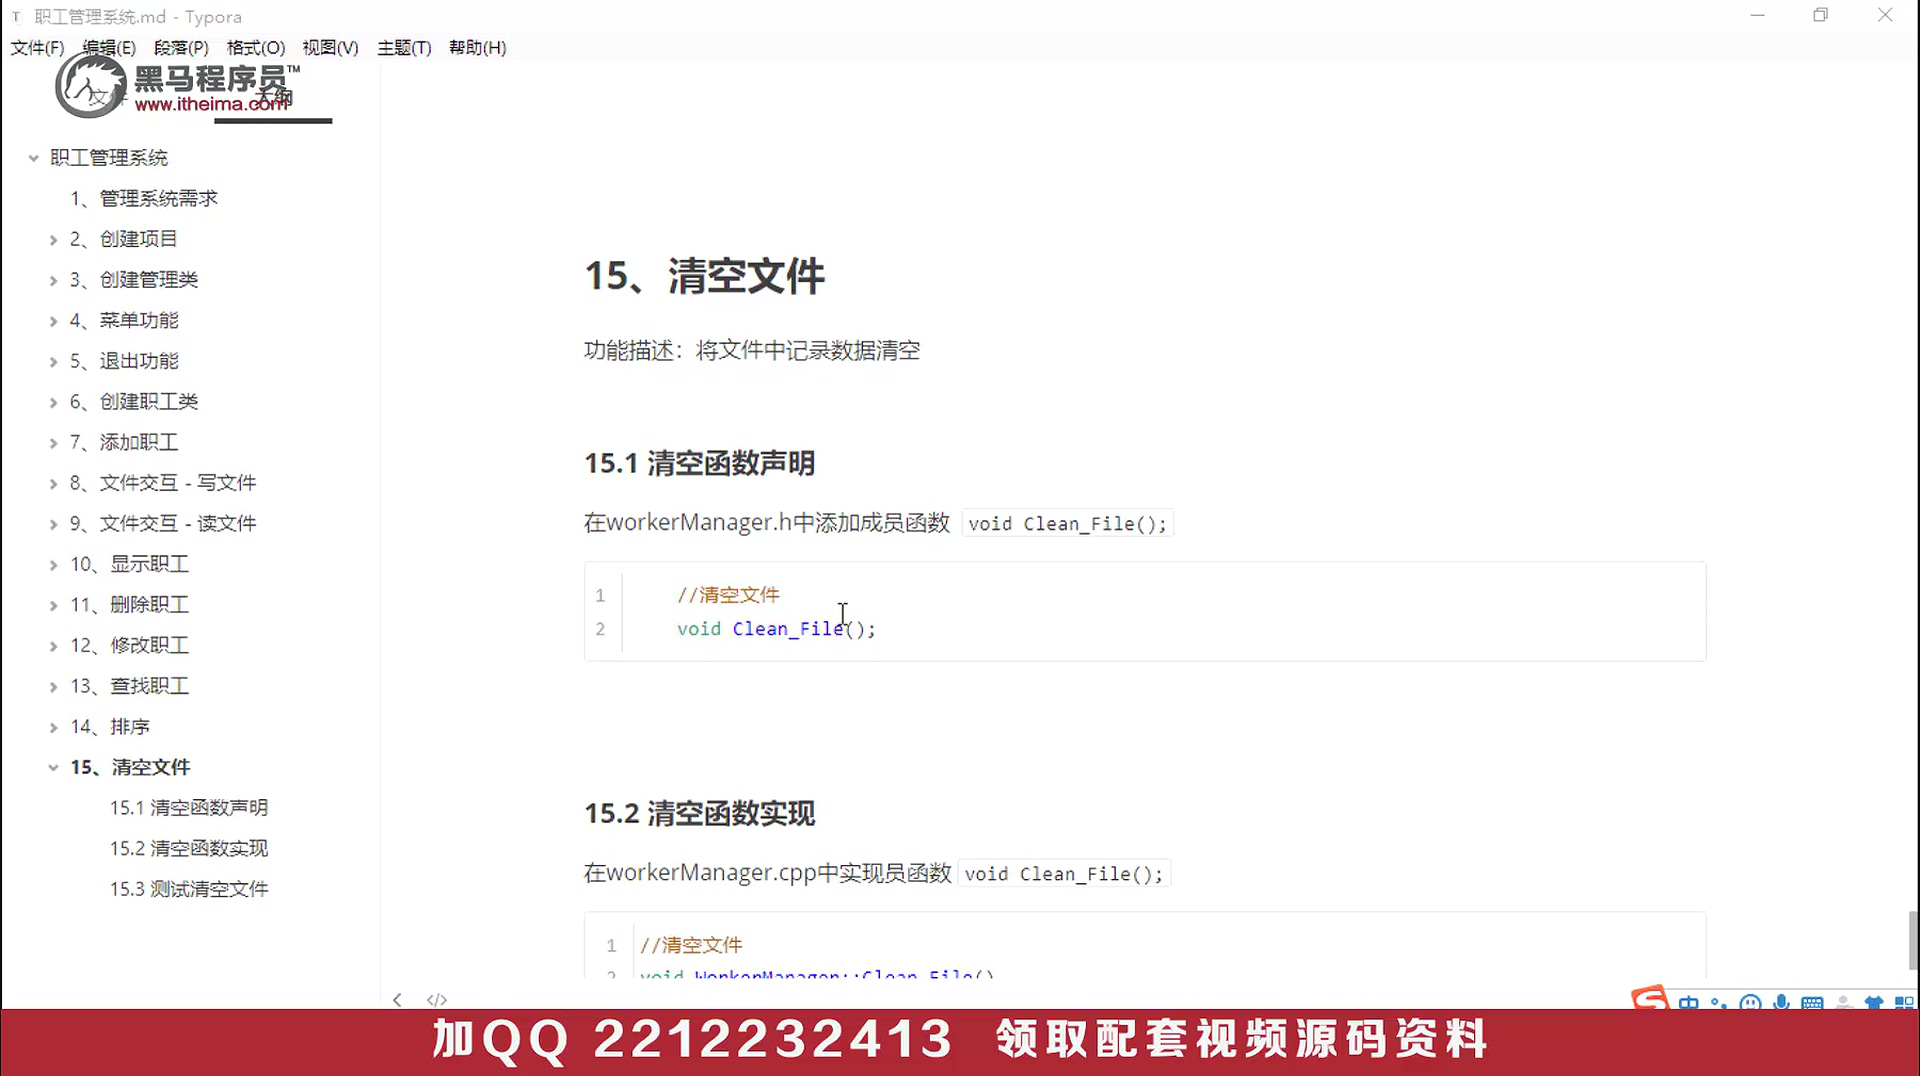 职工管理系统.md - Typora
文件(F) 编辑(E) 段落(P) 格式(O) 视图(V) 主题(T) 帮助(H)
黑马程序员™
www.itheima.com
文件 大纲
职工管理系统
1、管理系统需求
2、创建项目
3、创建管理类
4、菜单功能
5、退出功能
6、创建职工类
7、添加职工
8、文件交互 - 写文件
9、文件交互 - 读文件
10、显示职工
11、删除职工
12、修改职工
13、查找职工
14、排序
15、清空文件
15.1 清空函数声明
15.2 清空函数实现
15.3 测试清空文件
15、清空文件
功能描述：将文件中记录数据清空
15.1 清空函数声明
在workerManager.h中添加成员函数 void Clean_File();
1 //清空文件
2 void Clean_File();
15.2 清空函数实现
在workerManager.cpp中实现员函数 void Clean_File();
1 //清空文件
2 void WorkerManager::Clean_File()
中
加QQ 2212232413 领取配套视频源码资料